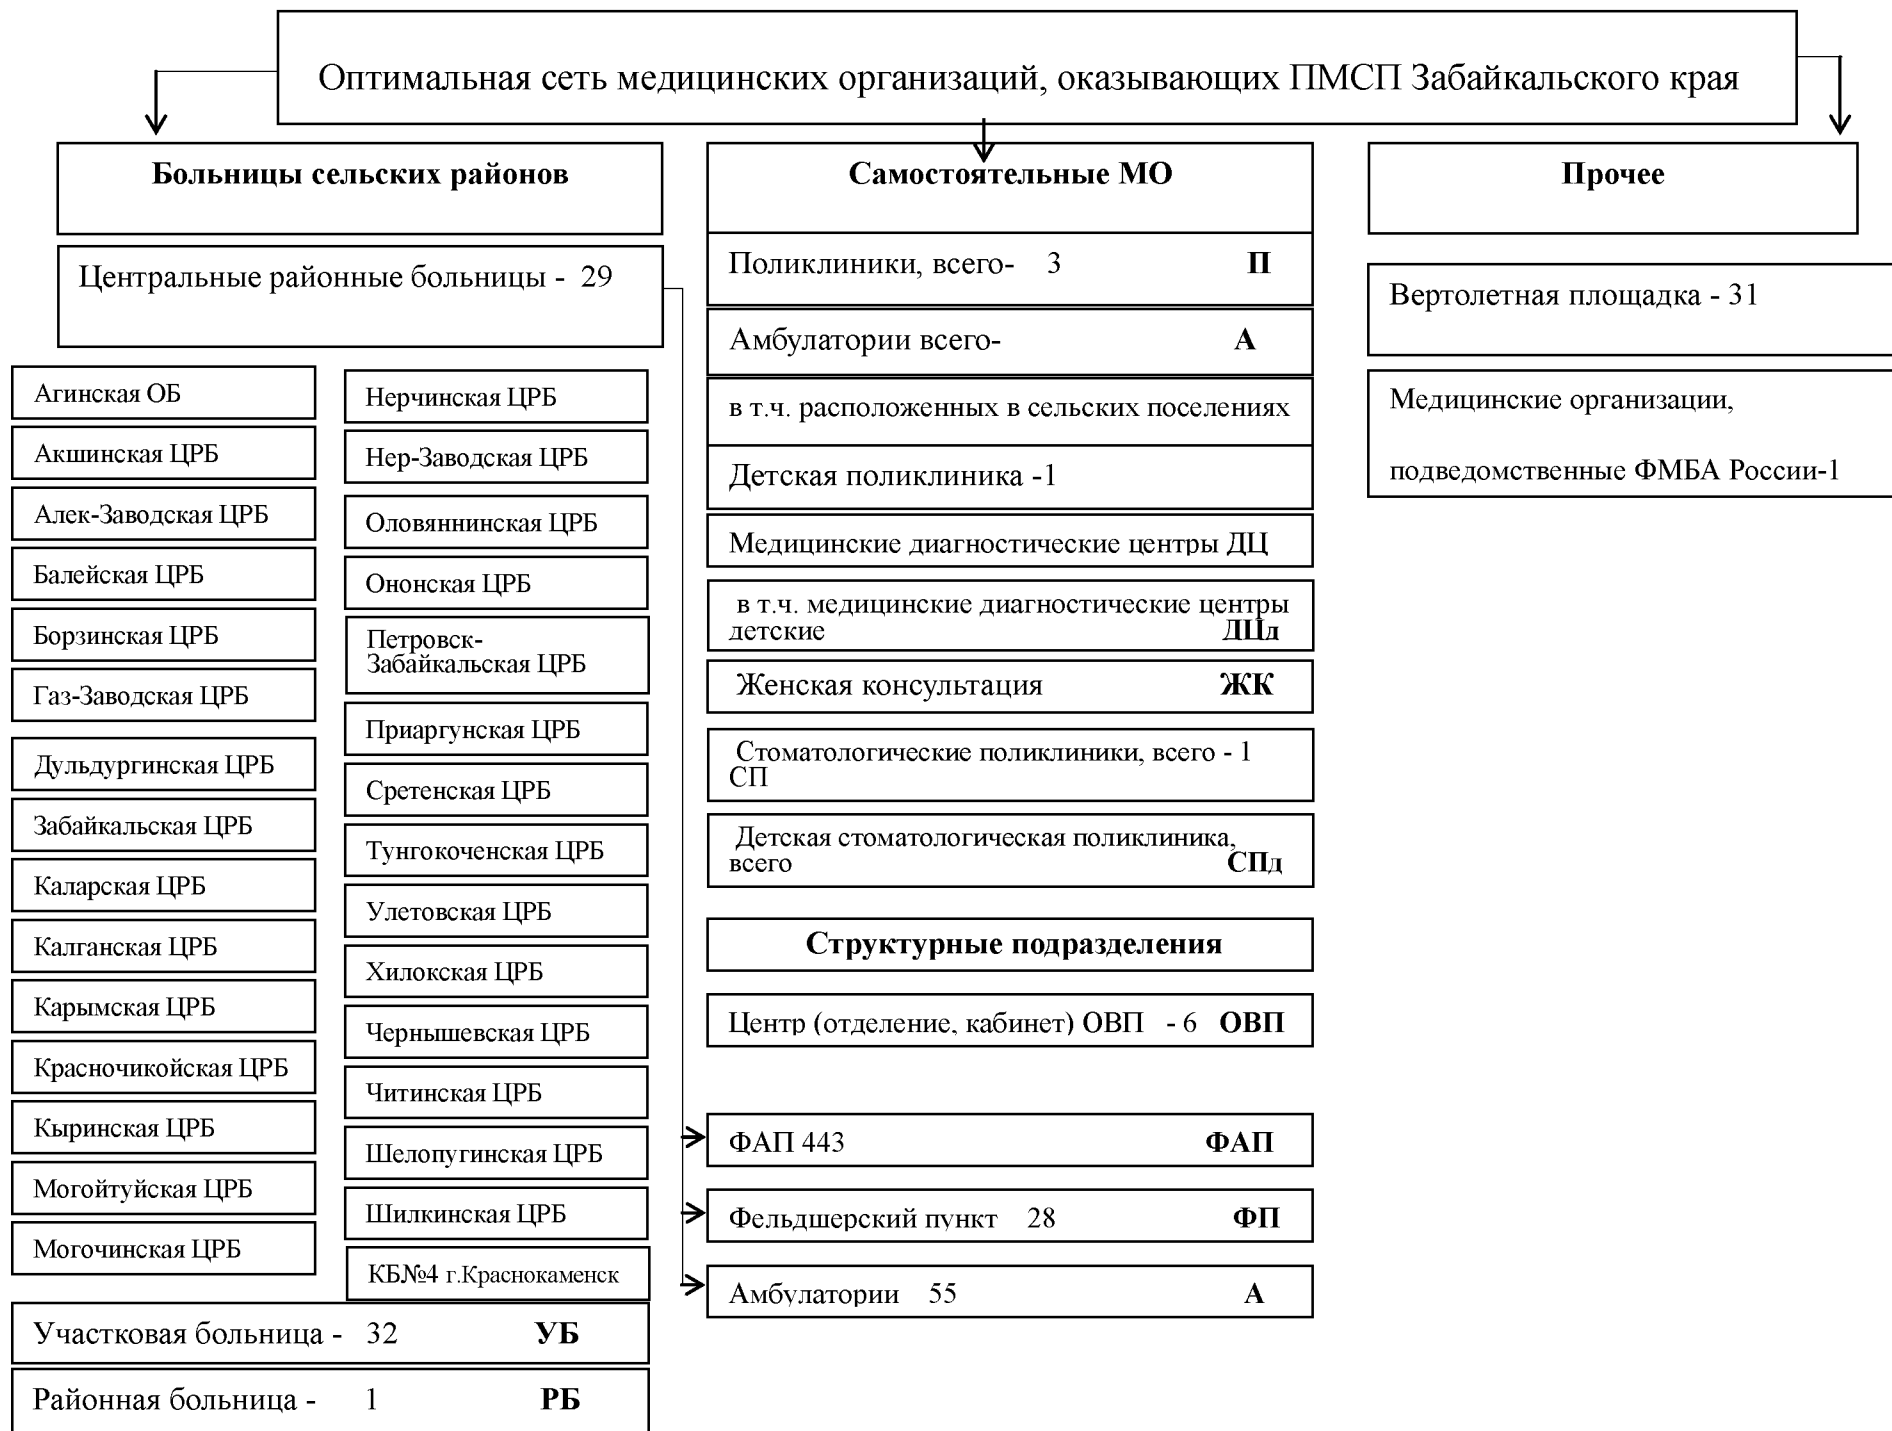 Оптимальная сеть медицинских организаций, оказывающих ПМСП Забайкальского края
Больницы сельских районов
Центральные районные больницы - 29
Агинская ОБ
Акшинская ЦРБ
Алек-Заводская ЦРБ
Балейская ЦРБ
Борзинская ЦРБ
Газ-Заводская ЦРБ
Дульдургинская ЦРБ
Забайкальская ЦРБ
Каларская ЦРБ
Калганская ЦРБ
Карымская ЦРБ
Красночикойская ЦРБ
Кыринская ЦРБ
Могойтуйская ЦРБ
Могочинская ЦРБ
Нерчинская ЦРБ
Нер-Заводская ЦРБ
Оловяннинская ЦРБ
Ононская ЦРБ
Петровск-
Забайкальская ЦРБ
Приаргунская ЦРБ
Сретенская ЦРБ
Тунгокоченская ЦРБ
Улетовская ЦРБ
Хилокская ЦРБ
Чернышевская ЦРБ
Читинская ЦРБ
Шелопугинская ЦРБ
Шилкинская ЦРБ
КБ№4 г.Краснокаменск
Участковая больница - 32 УБ
Районная больница - 1 РБ
Самостоятельные МО
Поликлиники, всего- 3 П
Амбулатории всего- А
в т.ч. расположенных в сельских поселениях
Детская поликлиника -1
Медицинские диагностические центры ДЦ
в т.ч. медицинские диагностические центры
детские ДЦд
Женская консультация ЖК
Стоматологические поликлиники, всего - 1
СП
Детская стоматологическая поликлиника,
всего СПд
Структурные подразделения
Центр (отделение, кабинет) ОВП - 6 ОВП
ФАП 443 ФАП
Фельдшерский пункт 28 ФП
Амбулатории 55 А
Прочее
Вертолетная площадка - 31
Медицинские организации,
подведомственные ФМБА России-1